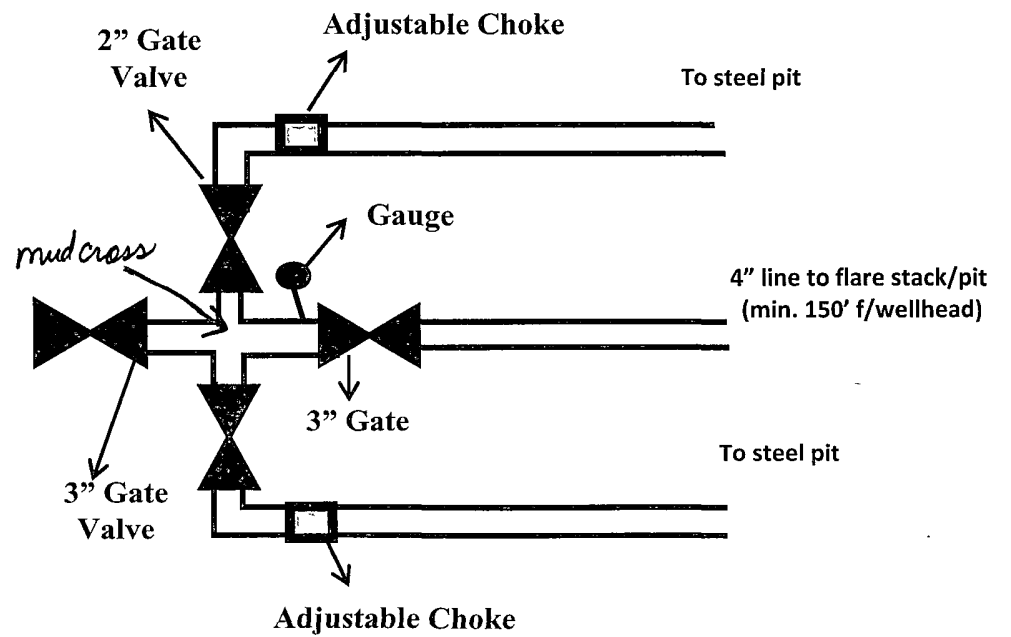 Adjustable Choke
2” Gate
Valve
To steel pit
Gauge
mud cross
4” line to flare stack/pit
(min. 150’ f/wellhead)
3” Gate
To steel pit
3” Gate
Valve
Adjustable Choke